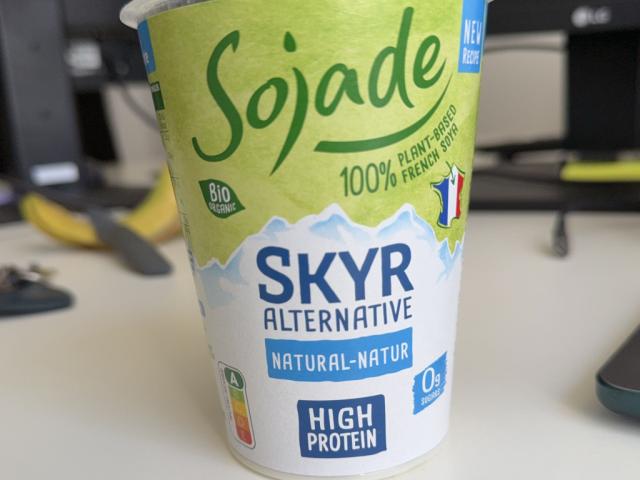 Sojade
NEW
RECIPE
100% PLANT-BASED
FRENCH SOYA
Bio
ORGANIC
SKYR
ALTERNATIVE
NATURAL-NATUR
0g
SUGARS
A
HIGH
PROTEIN
LG